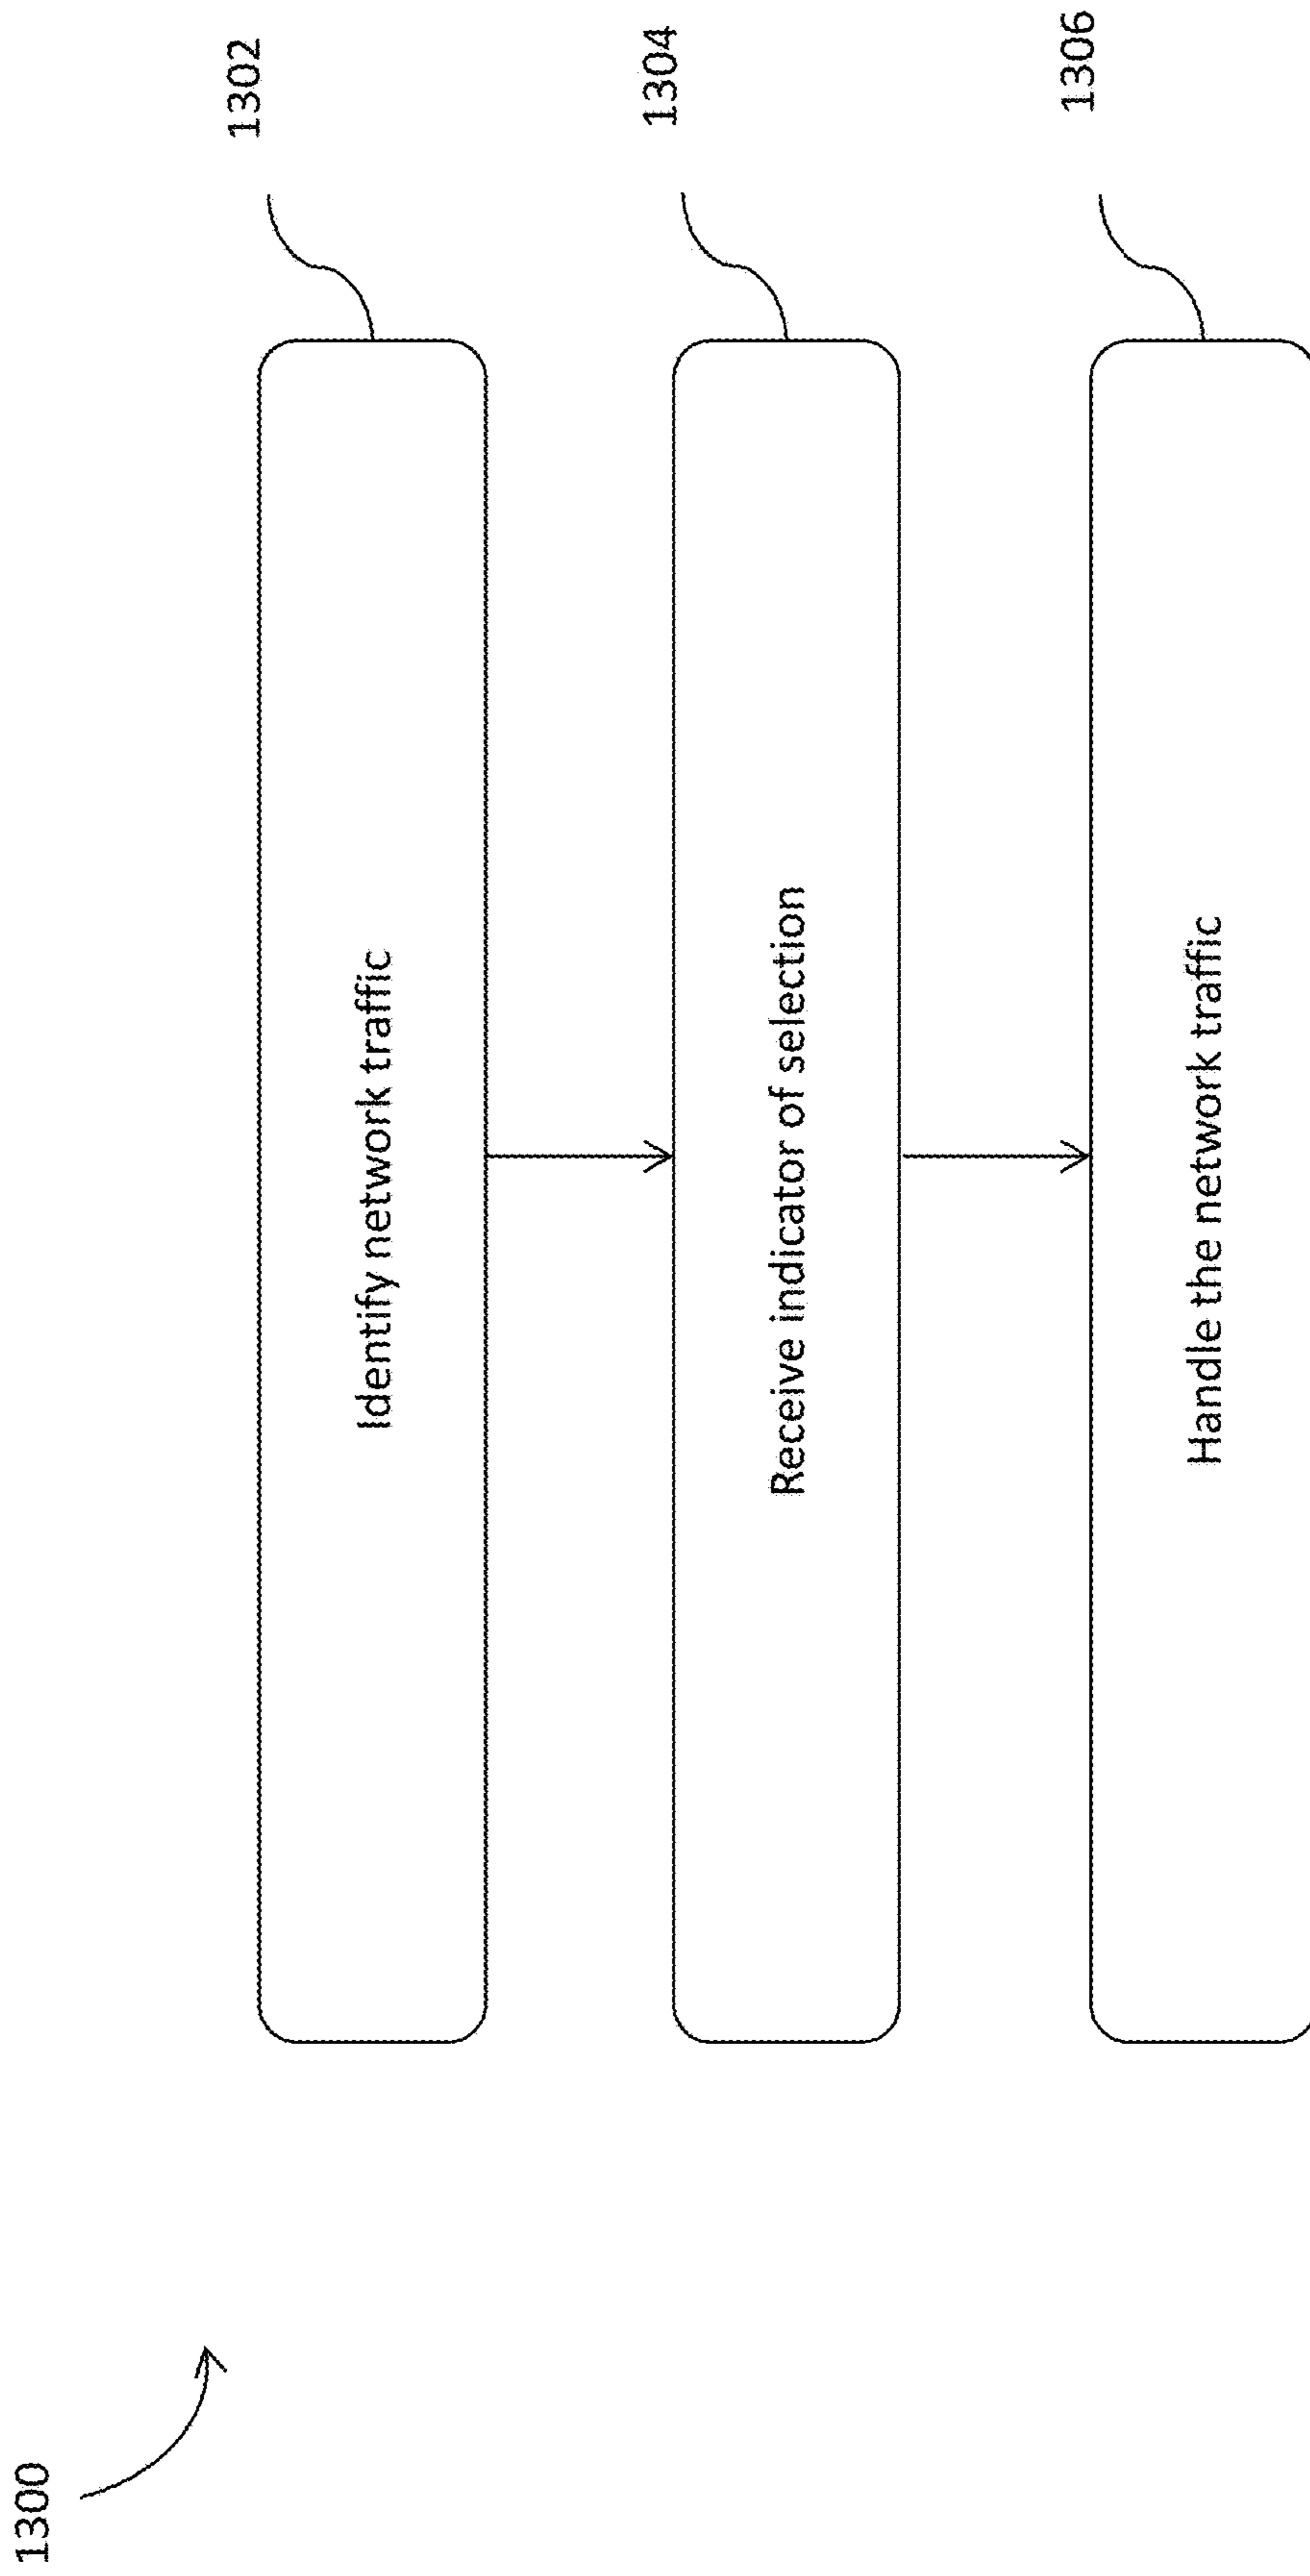 1300
Identify network traffic
1302
Receive indicator of selection
1304
Handle the network traffic
1306